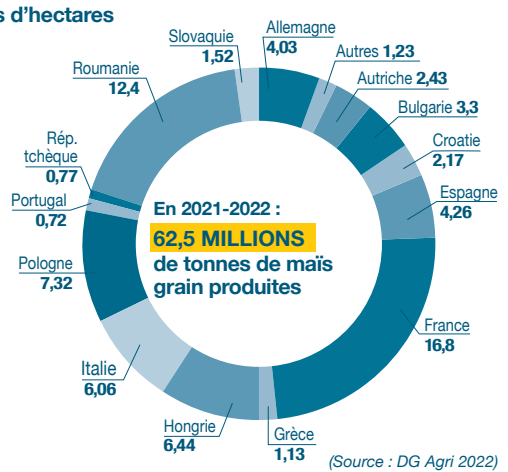 s d'hectares
Allemagne
4,03
Autres 1,23
Autriche 2,43
Bulgarie 3,3
Croatie
2,17
Espagne
4,26
France
16,8
Grèce
1,13
Hongrie
6,44
Italie
6,06
Pologne
7,32
Portugal
0,72
Rép.
tchèque
0,77
Roumanie
12,4
Slovaquie
1,52
En 2021-2022 :
62,5 MILLIONS
de tonnes de maïs
grain produites
(Source : DG Agri 2022)